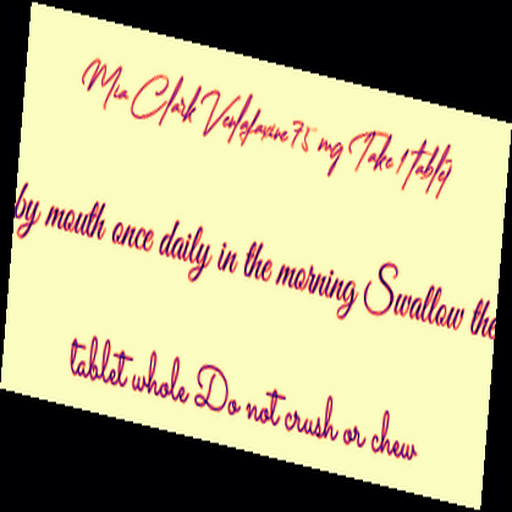 Mia Clark Venlafaxine 75 mg Take 1 tablet
by mouth once daily in the morning Swallow the
tablet whole Do not crush or chew